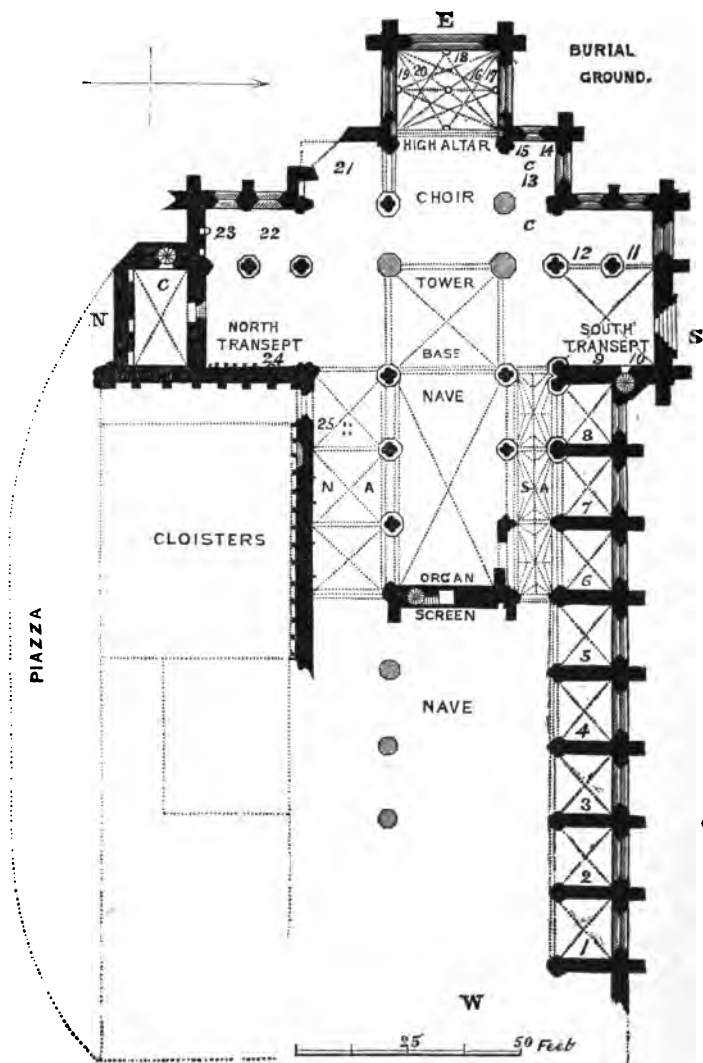 E
BURIAL
GROUND.
18
19 20 16 17
HIGH ALTAR
15 14
C
13
21
CHOIR
C
23 22
12 11
C
TOWER
N
NORTH
TRANSEPT
24
SOUTH
TRANSEPT
9 10
S
BASE
NAVE
25
8
N A
S A
7
CLOISTERS
6
ORGAN
SCREEN
5
PIAZZA
NAVE
4
3
2
1
W
25 50 Feet